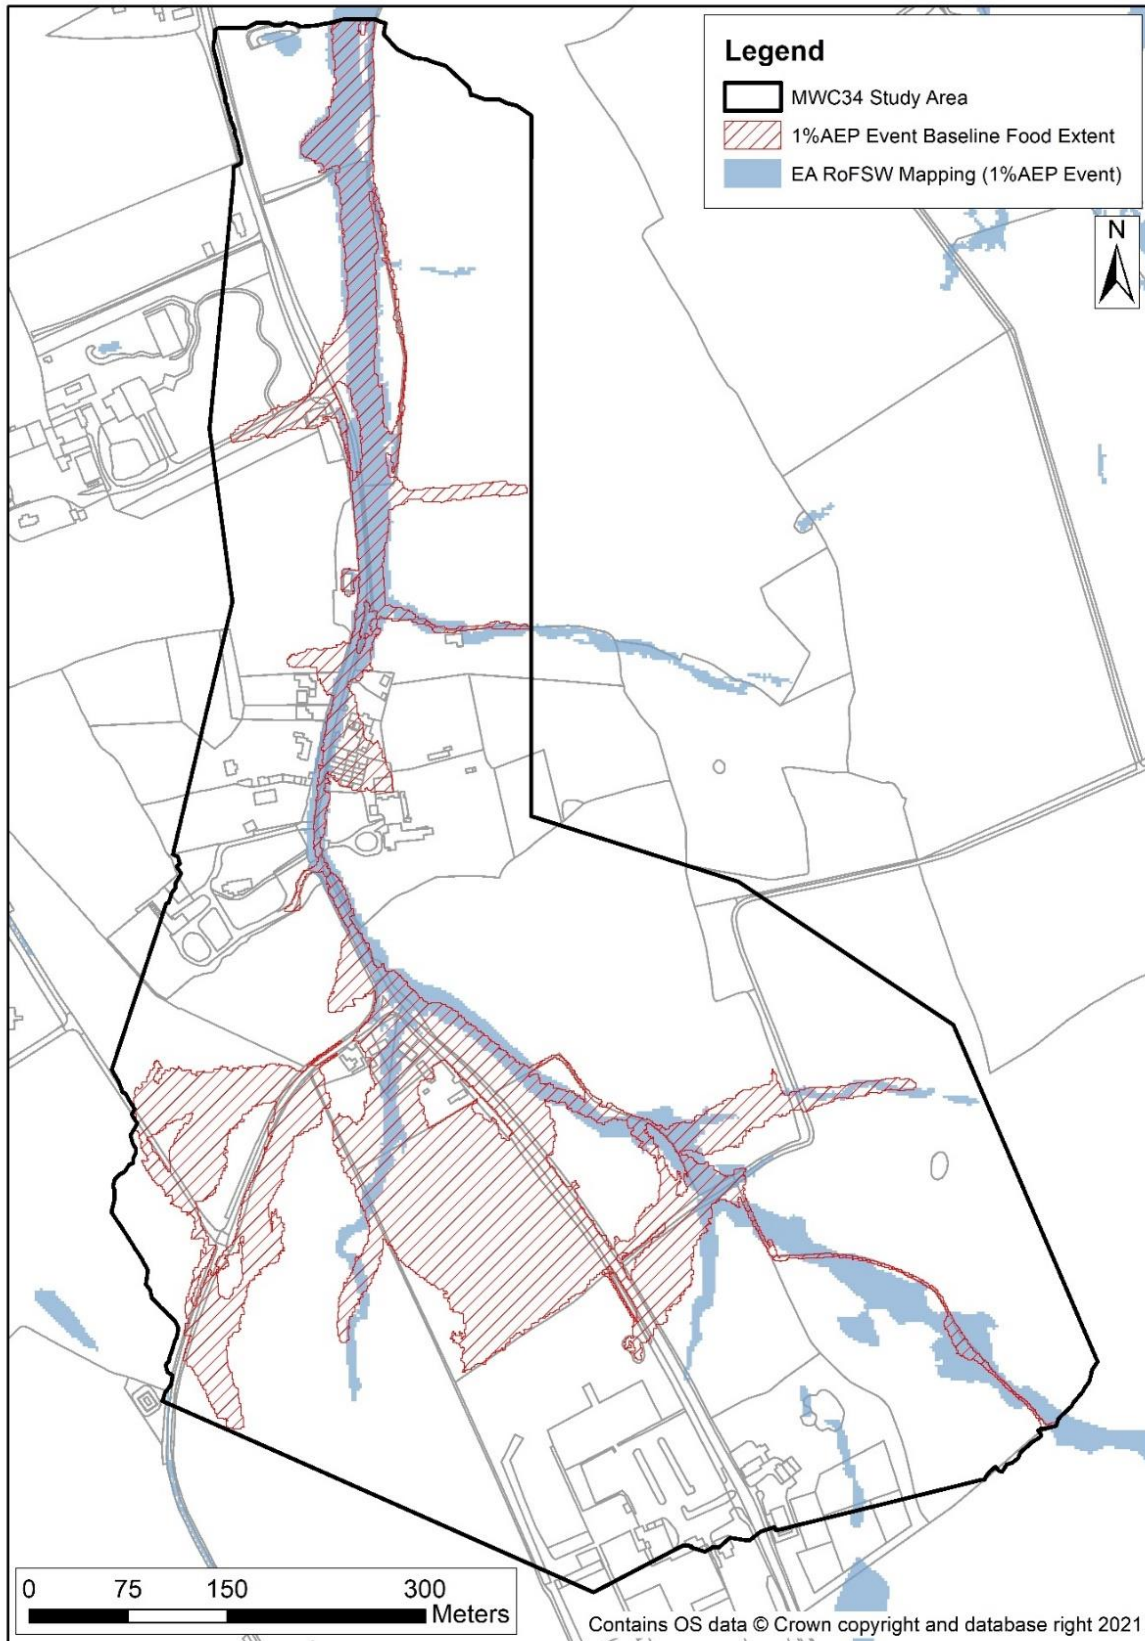 Legend
MWC34 Study Area
1%AEP Event Baseline Food Extent
EA RoFSW Mapping (1%AEP Event)
N
0 75 150 300
Meters
Contains OS data © Crown copyright and database right 2021